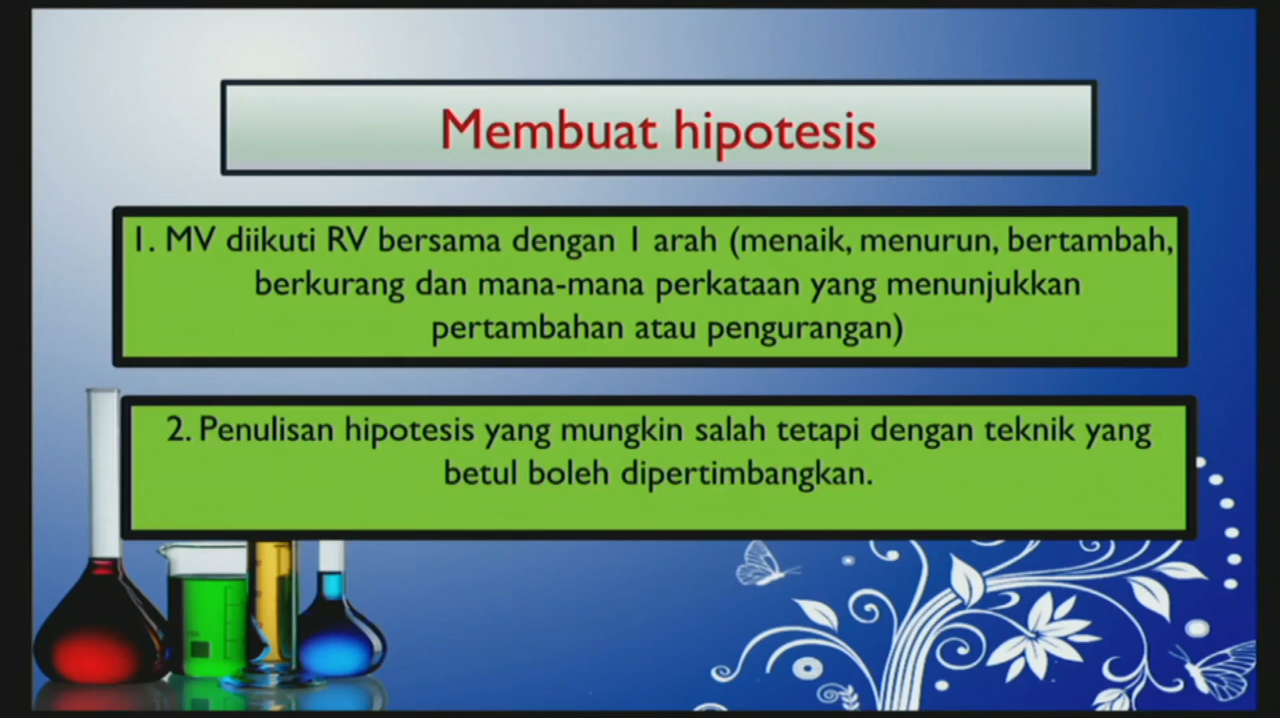 Membuat hipotesis
1. MV diikuti RV bersama dengan 1 arah (menaik, menurun, bertambah,
berkurang dan mana-mana perkataan yang menunjukkan
pertambahan atau pengurangan)
2. Penulisan hipotesis yang mungkin salah tetapi dengan teknik yang
betul boleh dipertimbangkan.